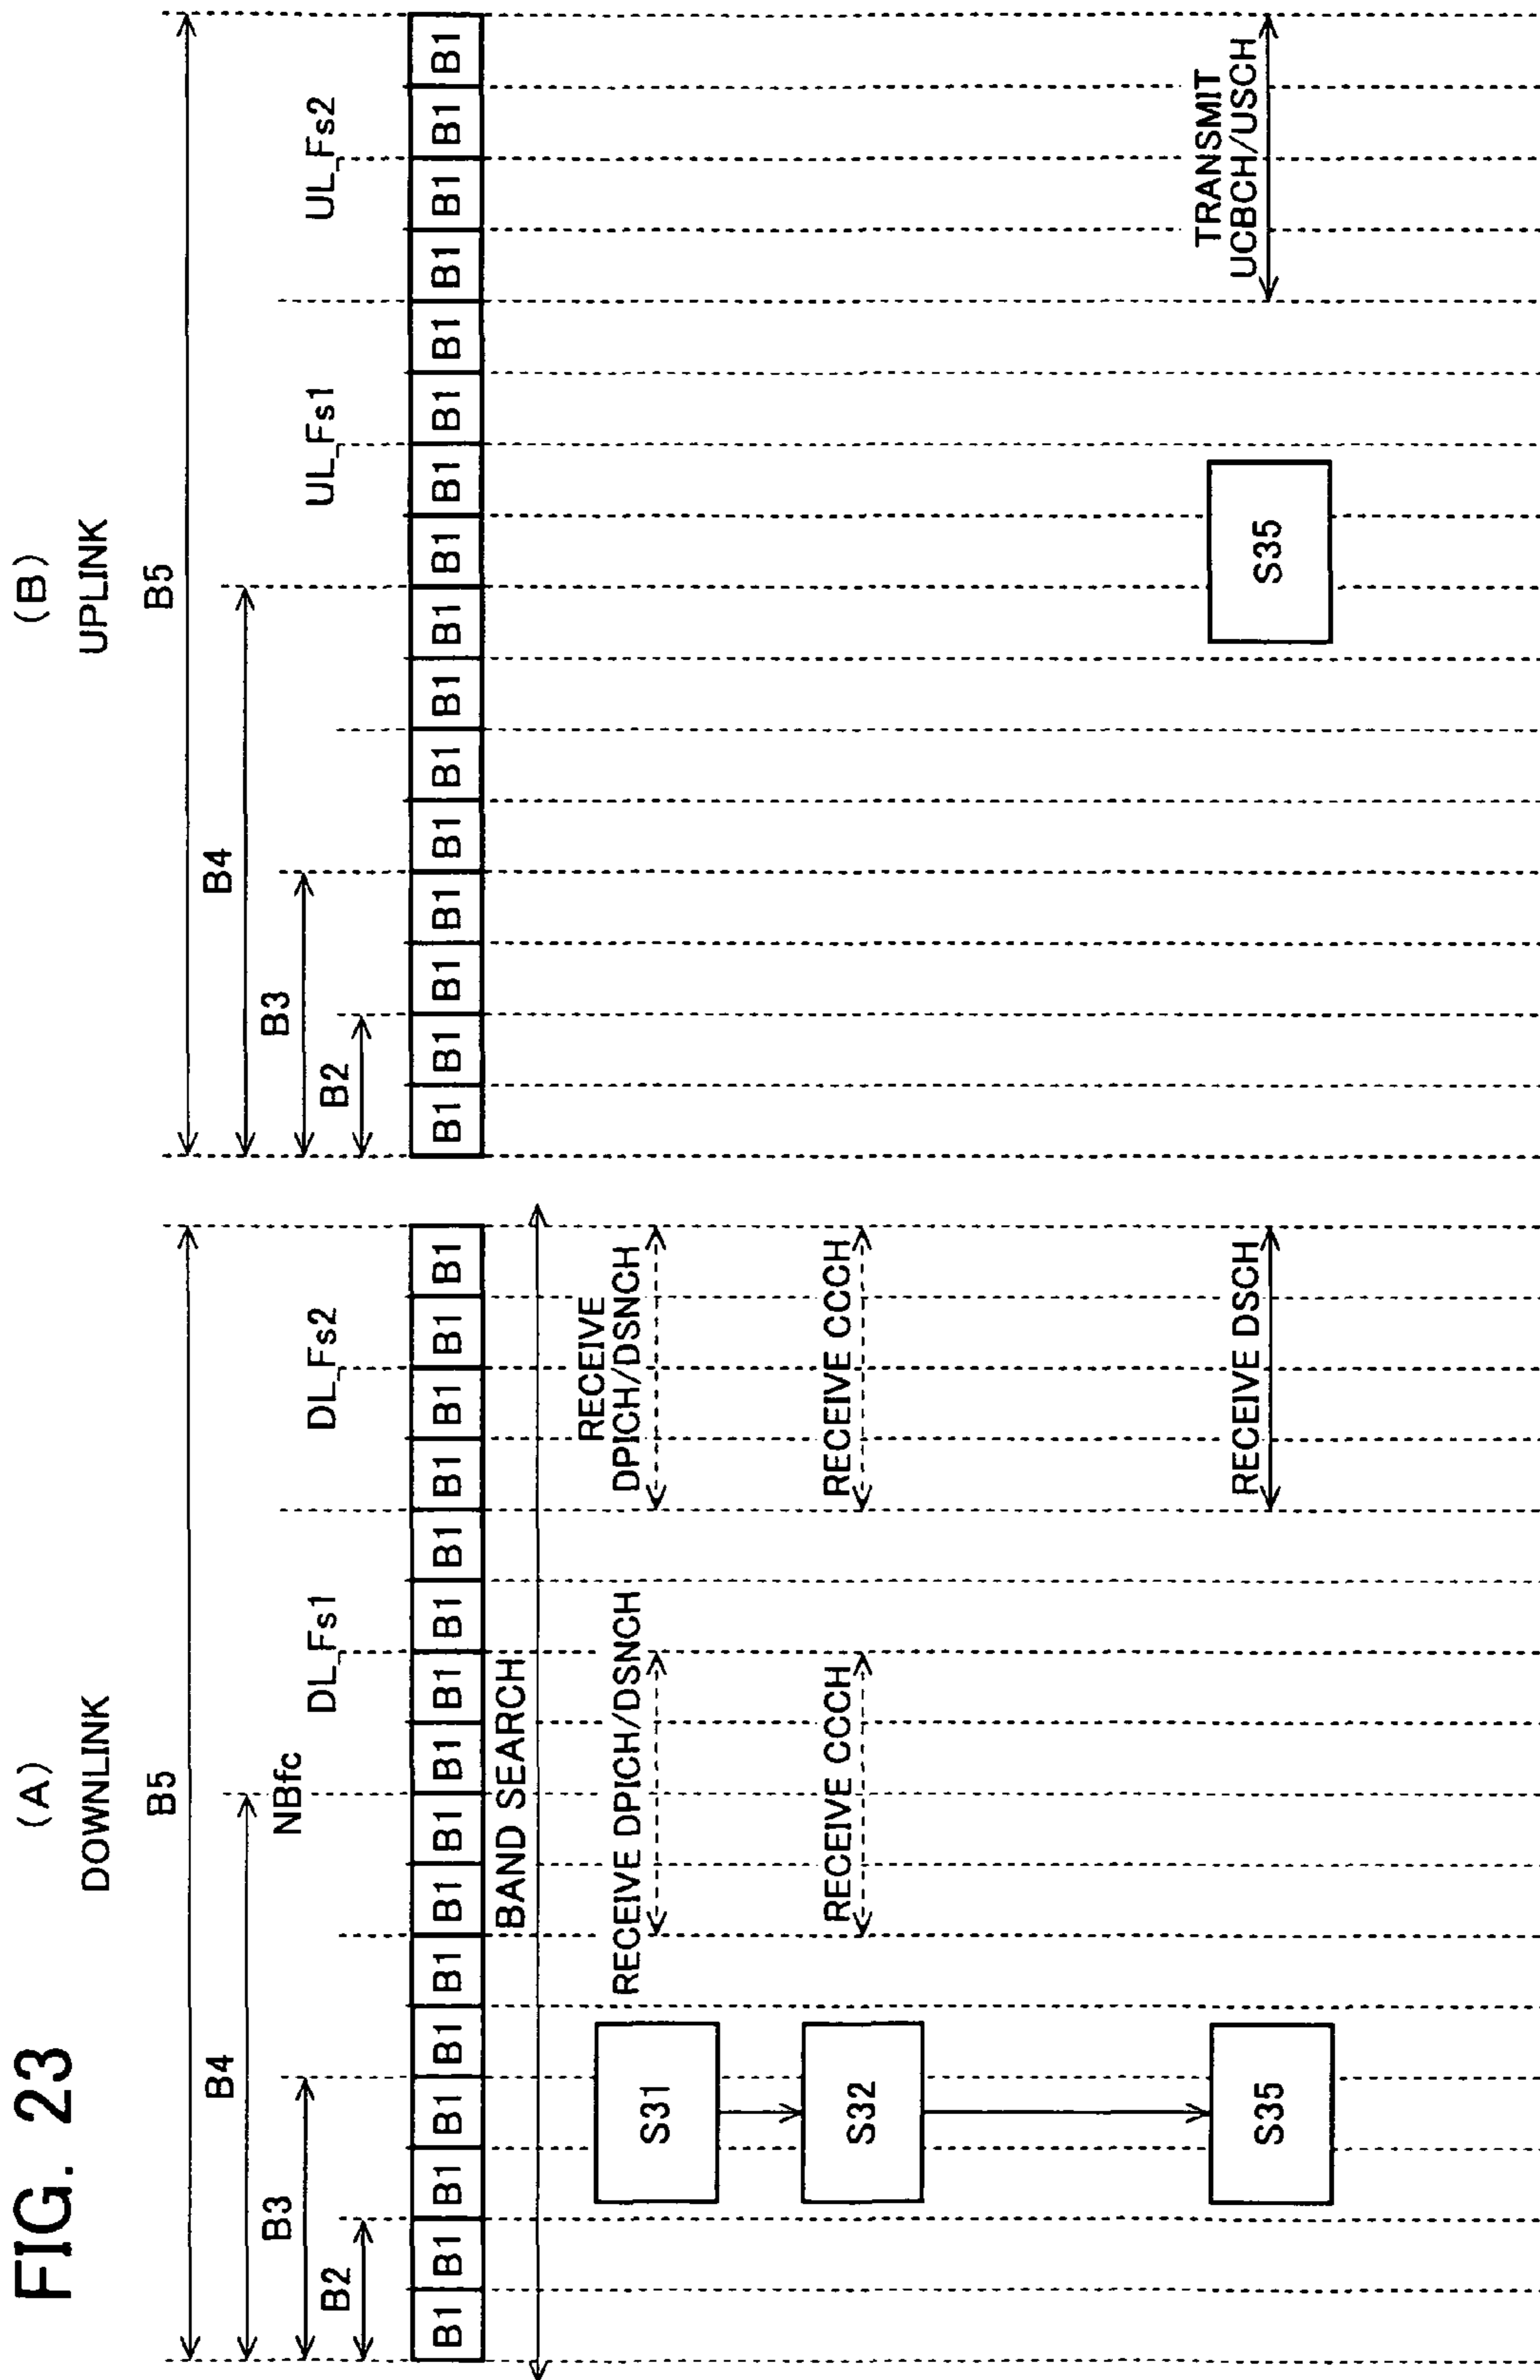 FIG. 23
(A)
DOWNLINK
B5
B4
B3
NBfc
B2
DL_Fs1
DL_Fs2
B1 B1 B1 B1 B1 B1 B1 B1 B1 B1 B1 B1 B1 B1 B1 B1
BAND SEARCH
S31
RECEIVE DPICH/DSNCH
RECEIVE
DPICH/DSNCH
S32
RECEIVE CCCH
RECEIVE CCCH
S35
RECEIVE DSCH
(B)
UPLINK
B5
B4
B3
B2
UL_Fs1
UL_Fs2
B1 B1 B1 B1 B1 B1 B1 B1 B1 B1 B1 B1 B1 B1 B1 B1
S35
TRANSMIT
UCBCH/USCH